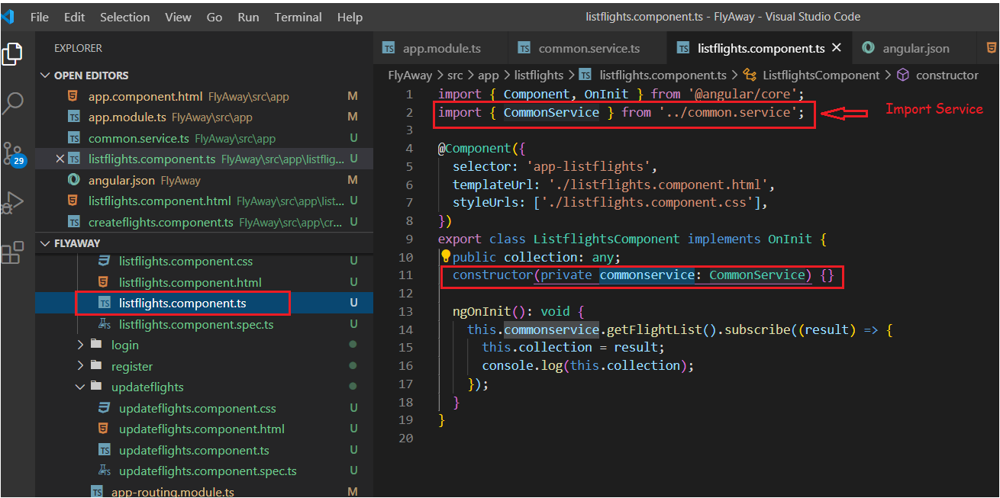 File Edit Selection View Go Run Terminal Help listflights.component.ts - FlyAway - Visual Studio Code
EXPLORER
OPEN EDITORS
app.component.html FlyAway\src\app M
app.module.ts FlyAway\src\app M
common.service.ts FlyAway\src\app U
listflights.component.ts FlyAway\src\app\listflig... U
angular.json FlyAway M
listflights.component.html FlyAway\src\app\list... U
createflights.component.ts FlyAway\src\app\cr... U
29
FLYAWAY
listflights.component.css U
listflights.component.html U
TS listflights.component.ts U
listflights.component.spec.ts U
login
register
updateflights
updateflights.component.css U
updateflights.component.html U
TS updateflights.component.ts U
updateflights.component.spec.ts U
TS app-routing.module.ts M
TS app.module.ts TS common.service.ts TS listflights.component.ts angular.json
FlyAway > src > app > listflights > TS listflights.component.ts > ListflightsComponent > constructor
1 import { Component, OnInit } from '@angular/core';
2 import { CommonService } from '../common.service';
Import Service
3
4 @Component({
5 selector: 'app-listflights',
6 templateUrl: './listflights.component.html',
7 styleUrls: ['./listflights.component.css'],
8 })
9 export class ListflightsComponent implements OnInit {
10 public collection: any;
11 constructor(private commonservice: CommonService) {}
12
13 ngOnInit(): void {
14 this.commonservice.getFlightList().subscribe((result) => {
15 this.collection = result;
16 console.log(this.collection);
17 });
18 }
19 }
20